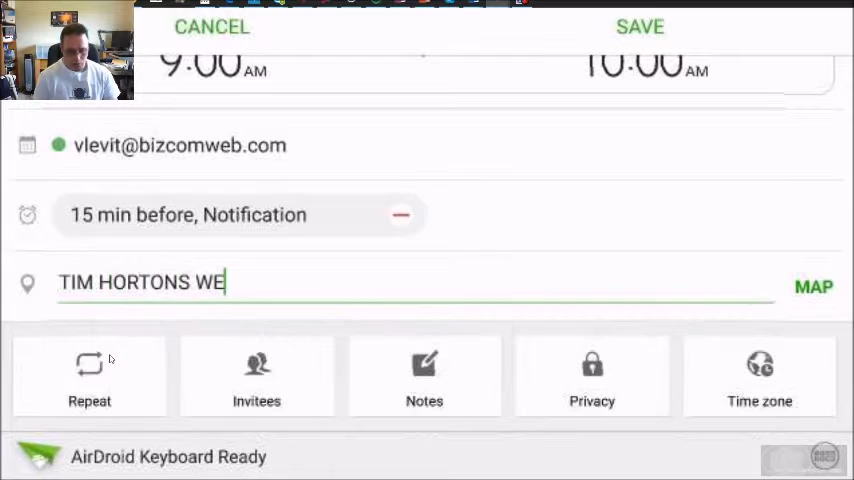 CANCEL SAVE
9:00 AM 10:00 AM
vlevit@bizcomweb.com
15 min before, Notification
TIM HORTONS WE MAP
Repeat Invitees Notes Privacy Time zone
AirDroid Keyboard Ready